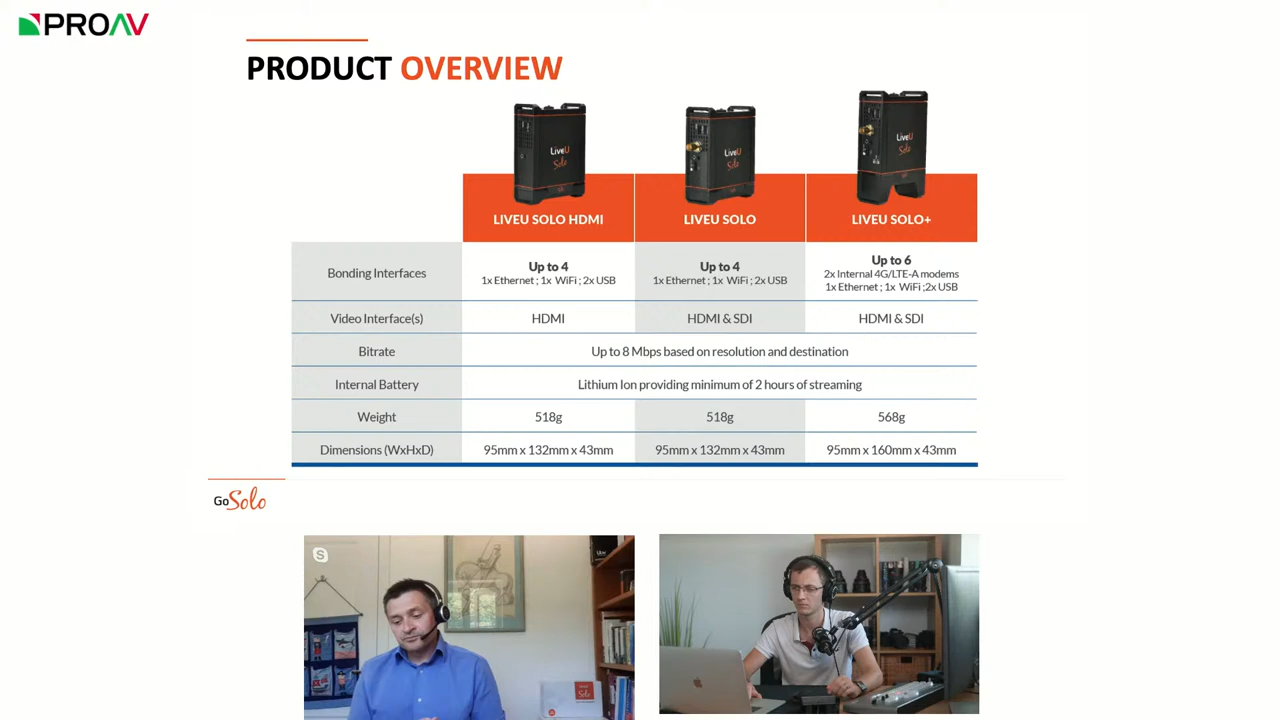 PROAV
PRODUCT OVERVIEW
LiveU
Solo
LiveU
Solo
LiveU
Solo
LIVEU SOLO HDMI
LIVEU SOLO
LIVEU SOLO+
Bonding Interfaces
Up to 4
1x Ethernet ; 1x WiFi ; 2x USB
Up to 4
1x Ethernet ; 1x WiFi ; 2x USB
Up to 6
2x Internal 4G/LTE-A modems
1x Ethernet ; 1x WiFi ;2x USB
Video Interface(s)
HDMI
HDMI & SDI
HDMI & SDI
Bitrate
Up to 8 Mbps based on resolution and destination
Internal Battery
Lithium Ion providing minimum of 2 hours of streaming
Weight
518g
518g
568g
Dimensions (WxHxD)
95mm x 132mm x 43mm
95mm x 132mm x 43mm
95mm x 160mm x 43mm
GoSolo
S
LiveU
Solo